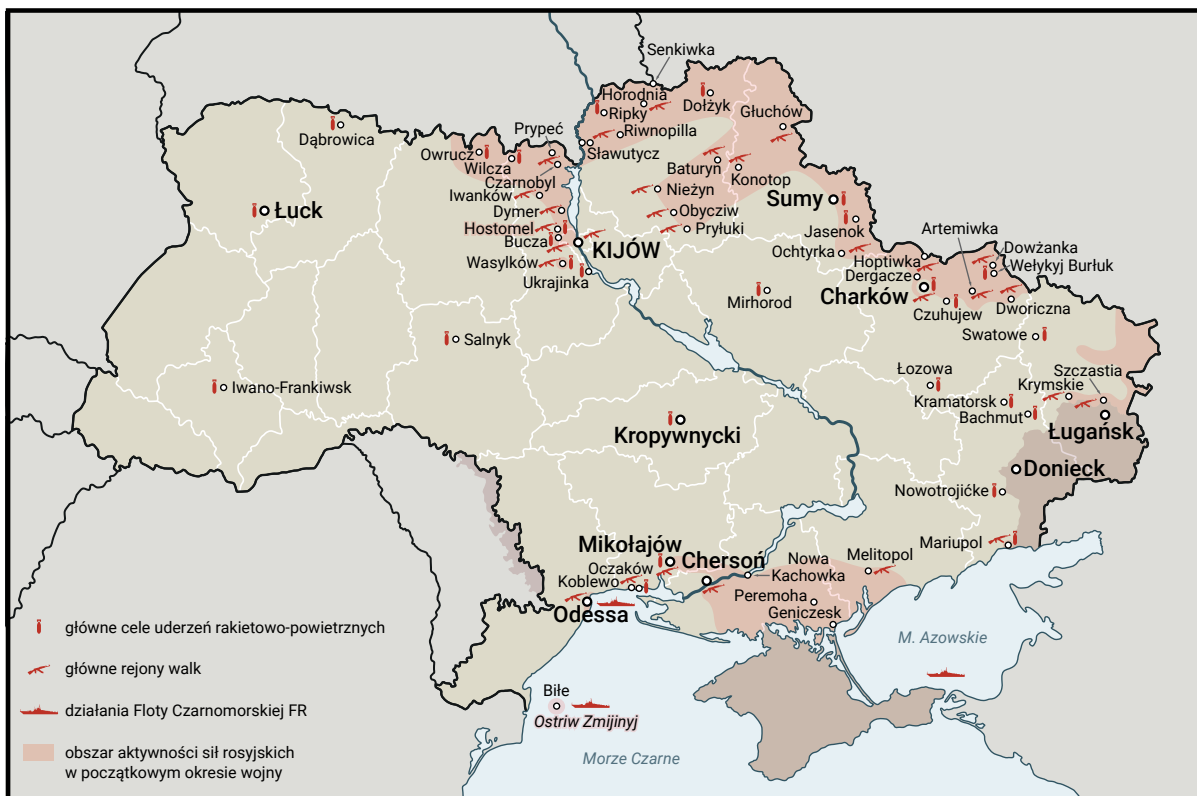 Senkiwka
Horodnia
Ripky
Dołżyk
Głuchów
Dąbrowica
Prypeć
Riwnopilla
Owrucz
Wilcza
Sławutycz
Czarnobyl
Baturyn
Konotop
Iwanków
Nieżyn
Łuck
Dymer
Obycziw
Sumy
Hostomel
Pryłuki
Jasenok
Artemiwka
Bucza
KIJÓW
Ochtyrka
Hoptiwka
Dowżanka
Wasylków
Dergacze
Wełykyj Burłuk
Ukrajinka
Mirhorod
Charków
Czuhujew
Dworiczna
Salnyk
Swatowe
Iwano-Frankiwsk
Łozowa
Szczastia
Krymskie
Kramatorsk
Bachmut
Kropywnycki
Ługańsk
Donieck
Nowotrojićke
Mikołajów
Mariupol
Chersoń
Nowa
Kachowka
Melitopol
Oczaków
Koblewo
Peremoha
Odessa
Geniczesk
M. Azowskie
Biłe
Ostriw Zmijinyj
Morze Czarne
główne cele uderzeń rakietowo-powietrznych
główne rejony walk
działania Floty Czarnomorskiej FR
obszar aktywności sił rosyjskich
w początkowym okresie wojny